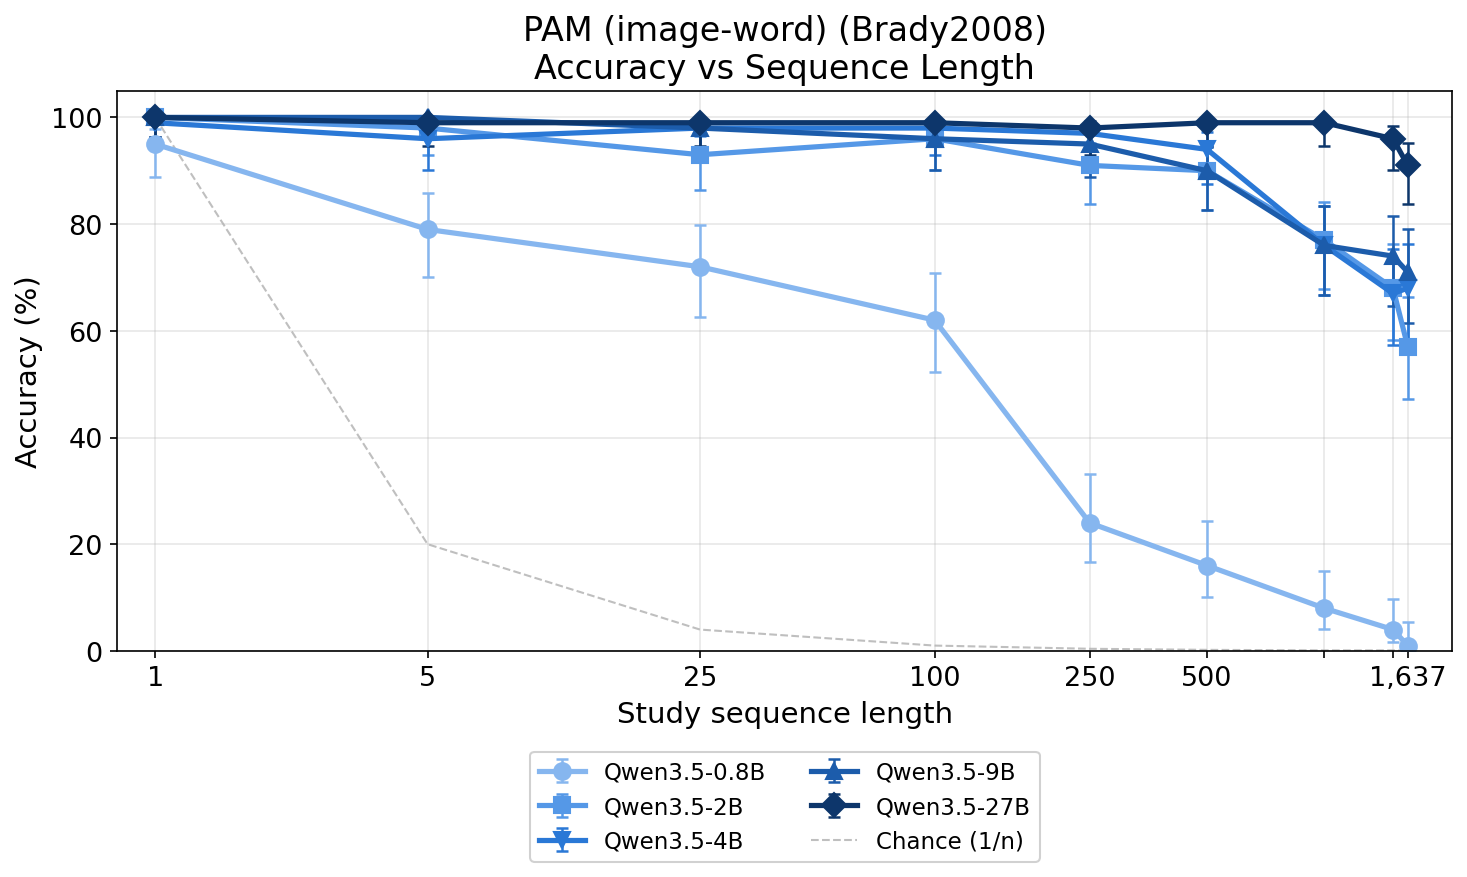 PAM (image-word) (Brady2008)
Accuracy vs Sequence Length
Accuracy (%)
100
80
60
40
20
0
1
5
25
100
250
500
1,637
Study sequence length
Qwen3.5-0.8B
Qwen3.5-2B
Qwen3.5-4B
Qwen3.5-9B
Qwen3.5-27B
Chance (1/n)